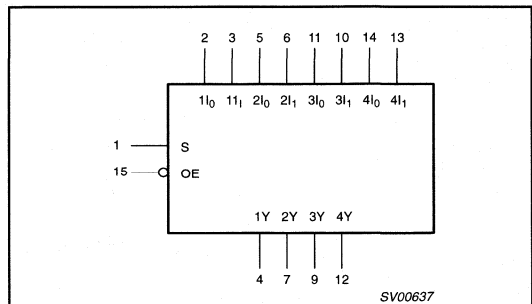 2 3 5 6 11 10 14 13
1I₀ 11ᵢ 2I₀ 2I₁ 3I₀ 3I₁ 4I₀ 4I₁
1 S
15 OE
1Y 2Y 3Y 4Y
4 7 9 12
SV00637